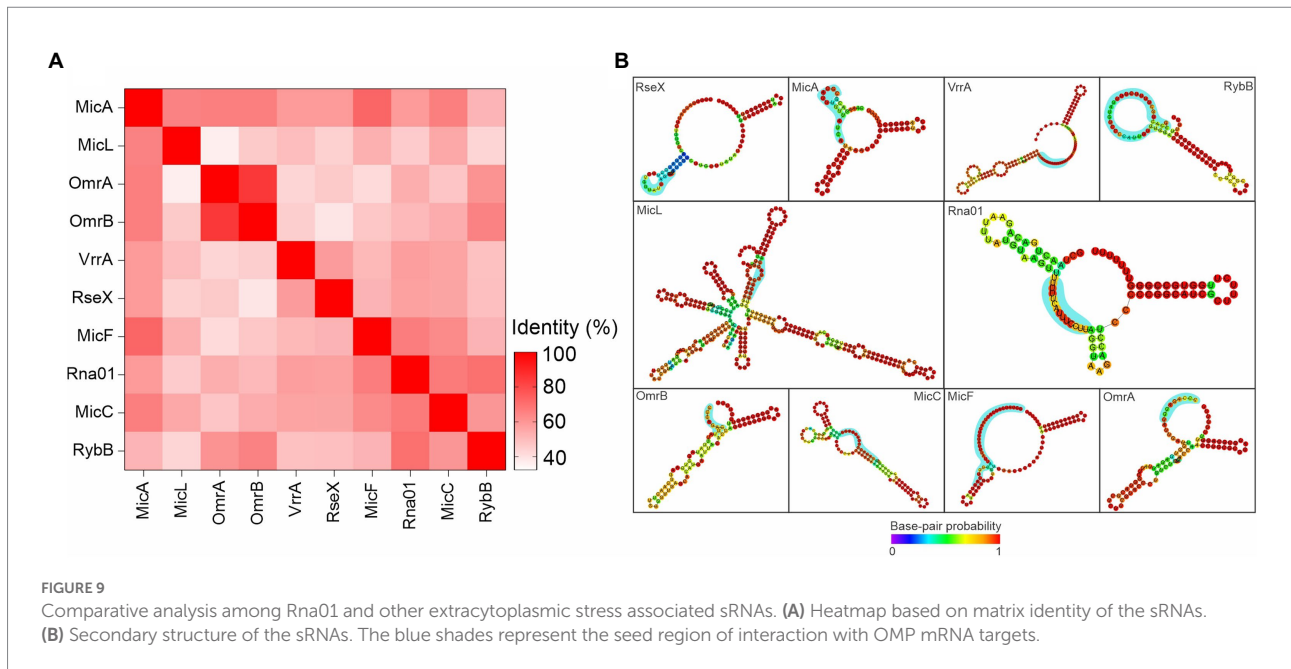 A
MicA
MicL
OmrA
OmrB
VrrA
RseX
MicF
Rna01
MicC
RybB
MicA
MicL
OmrA
OmrB
VrrA
RseX
MicF
Rna01
MicC
RybB
Identity (%)
100
80
60
40
B
RseX
MicA
VrrA
RybB
MicL
Rna01
OmrB
MicC
MicF
OmrA
Base-pair probability
0 1
FIGURE 9
Comparative analysis among Rna01 and other extracytoplasmic stress associated sRNAs. (A) Heatmap based on matrix identity of the sRNAs.
(B) Secondary structure of the sRNAs. The blue shades represent the seed region of interaction with OMP mRNA targets.